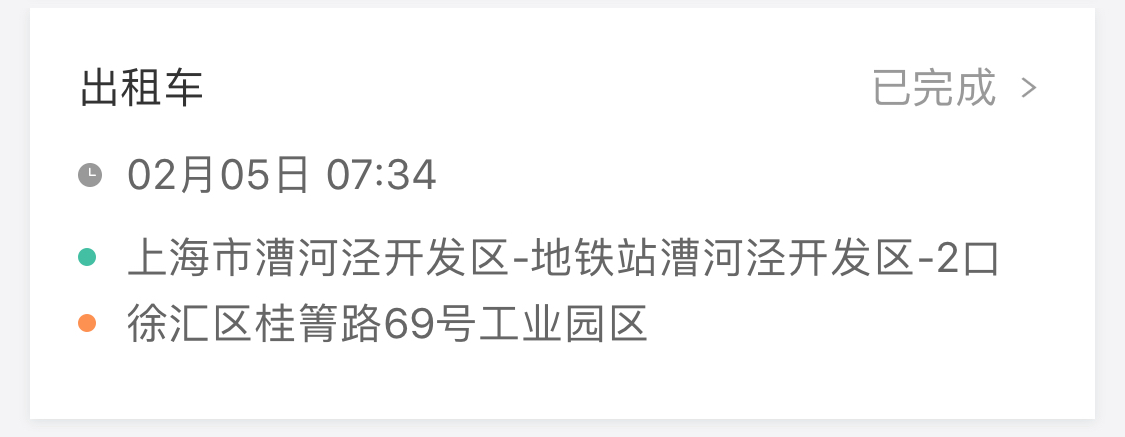 出租车
已完成 >
02月05日 07:34
上海市漕河泾开发区-地铁站漕河泾开发区-2口
徐汇区桂箐路69号工业园区